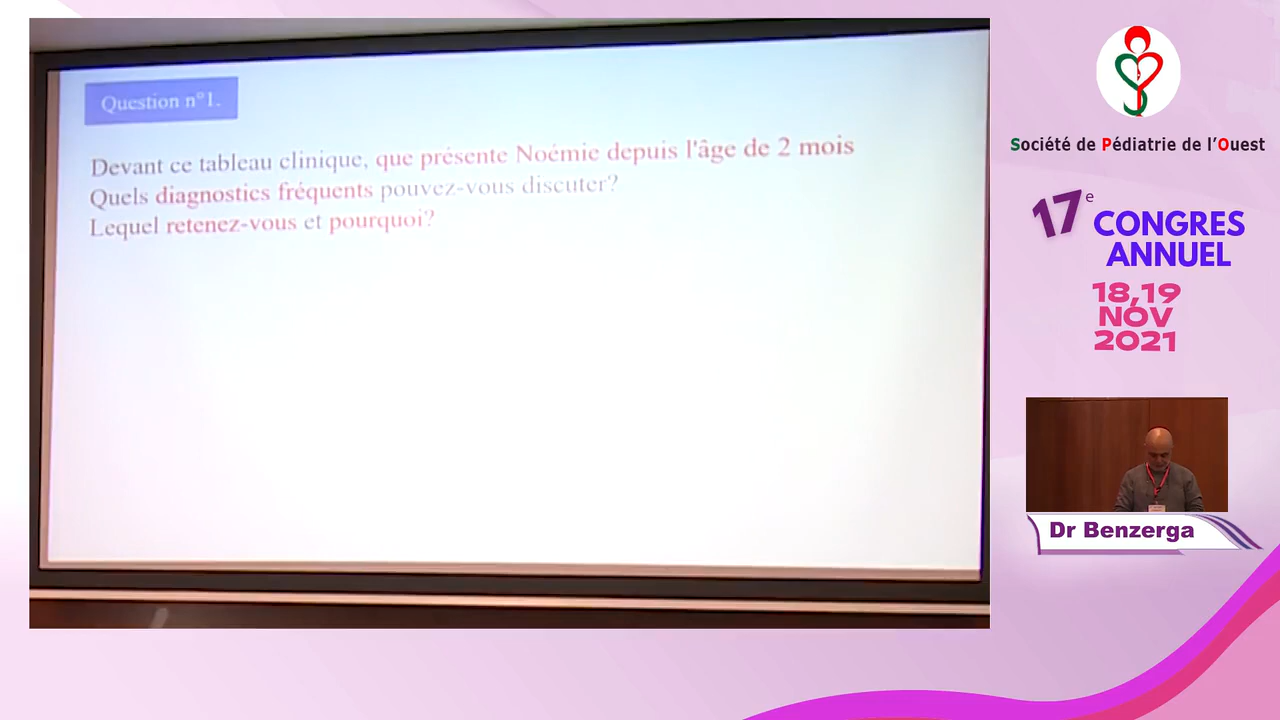 Question n°1.
Devant ce tableau clinique, que présente Noémie depuis l'âge de 2 mois
Quels diagnostics fréquents pouvez-vous discuter?
Lequel retenez-vous et pourquoi?
Société de Pédiatrie de l'Ouest
17e CONGRES
ANNUEL
18,19
NOV
2021
Dr Benzerga